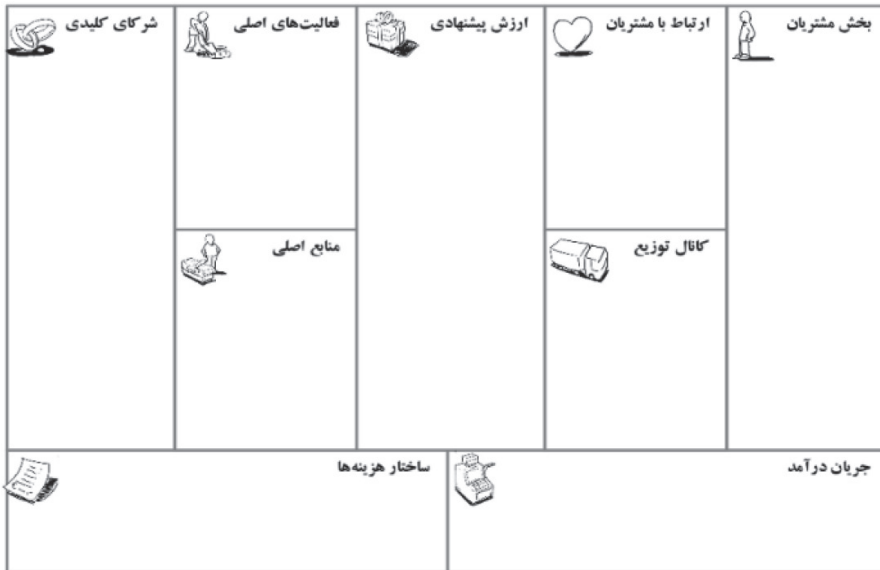 بخش مشتریان
ارتباط با مشتریان
ارزش پیشنهادی
فعالیت‌های اصلی
شرکای کلیدی
کانال توزیع
منابع اصلی
جریان درآمد
ساختار هزینه‌ها